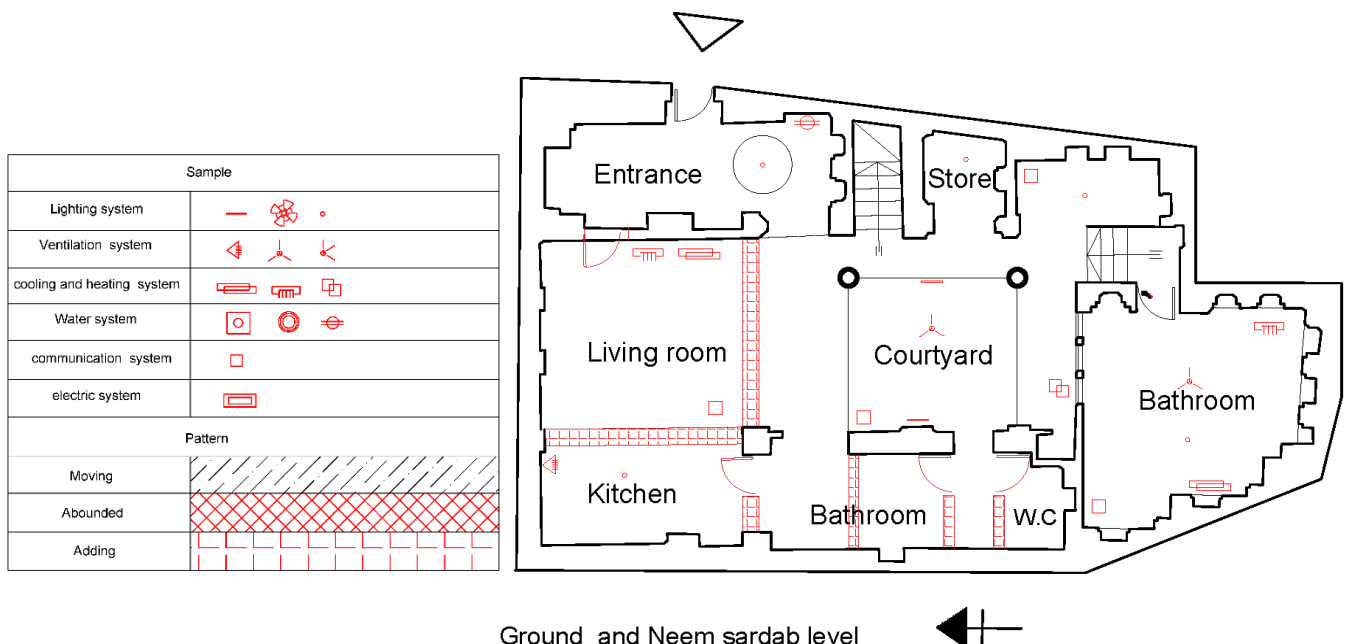 Sample
Lighting system
Ventilation system
cooling and heating system
Water system
communication system
electric system
Pattern
Moving
Abounded
Adding
Entrance
Store
Living room
Courtyard
Bathroom
Kitchen
Bathroom
W.C
Ground and Neem sardab level